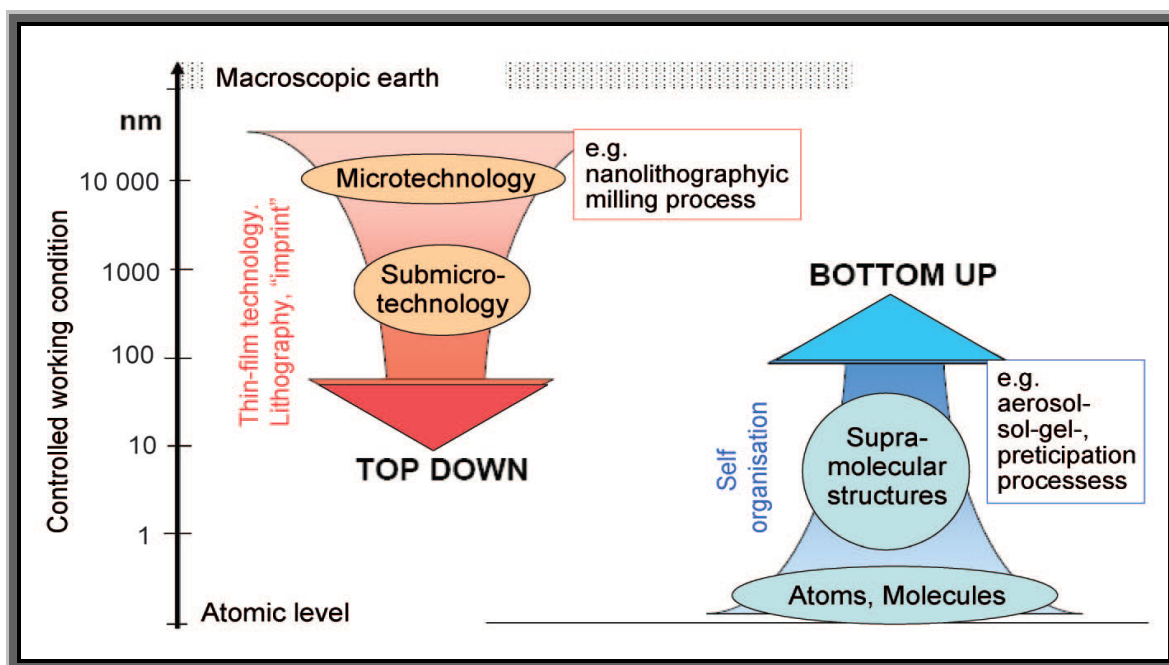 Macroscopic earth
nm
10 000
1000
100
10
1
Controlled working condition
Atomic level
Microtechnology
Submicro-
technology
Thin-film technology.
Lithography, "imprint"
TOP DOWN
e.g.
nanolithographyic
milling process
BOTTOM UP
Supra-
molecular
structures
Self
organisation
e.g.
aerosol-
sol-gel-,
preticipation
processess
Atoms, Molecules